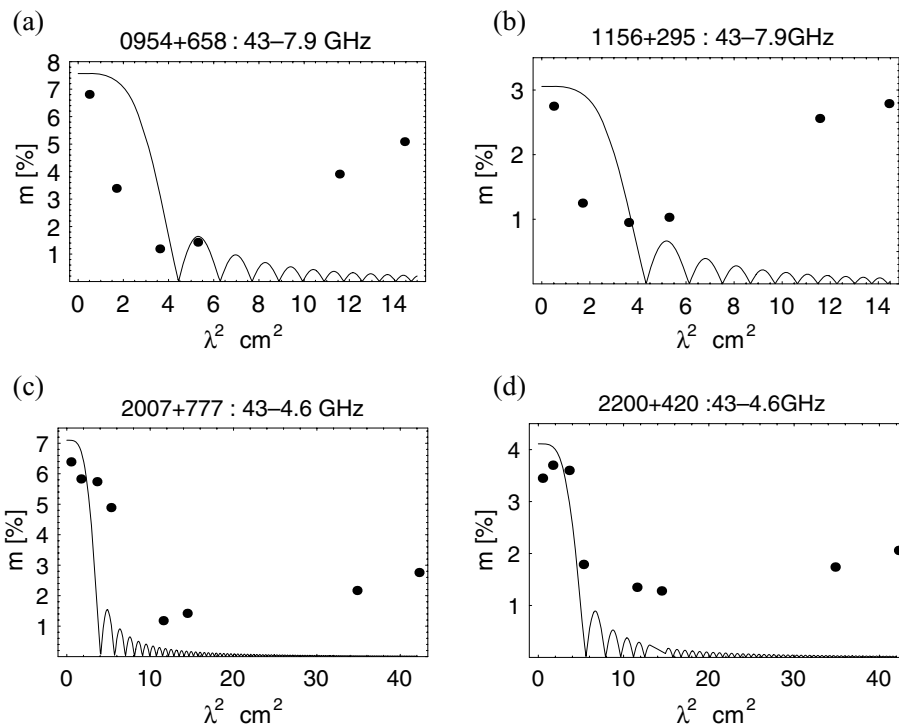 (a)
0954+658 : 43–7.9 GHz
8
7
6
5
4
3
2
1
m [%]
0 2 4 6 8 10 12 14
λ² cm²
(b)
1156+295 : 43–7.9GHz
3
2
1
m [%]
0 2 4 6 8 10 12 14
λ² cm²
(c)
2007+777 : 43–4.6 GHz
7
6
5
4
3
2
1
m [%]
0 10 20 30 40
λ² cm²
(d)
2200+420 :43–4.6GHz
4
3
2
1
m [%]
0 10 20 30 40
λ² cm²